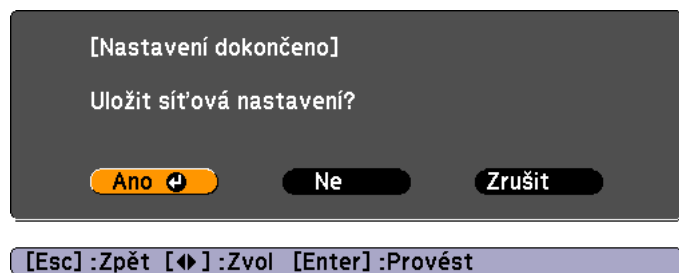 [Nastavení dokončeno]
Uložit síťová nastavení?
Ano Ne Zrušit
[Esc] :Zpět [◆] :Zvol [Enter] :Provést